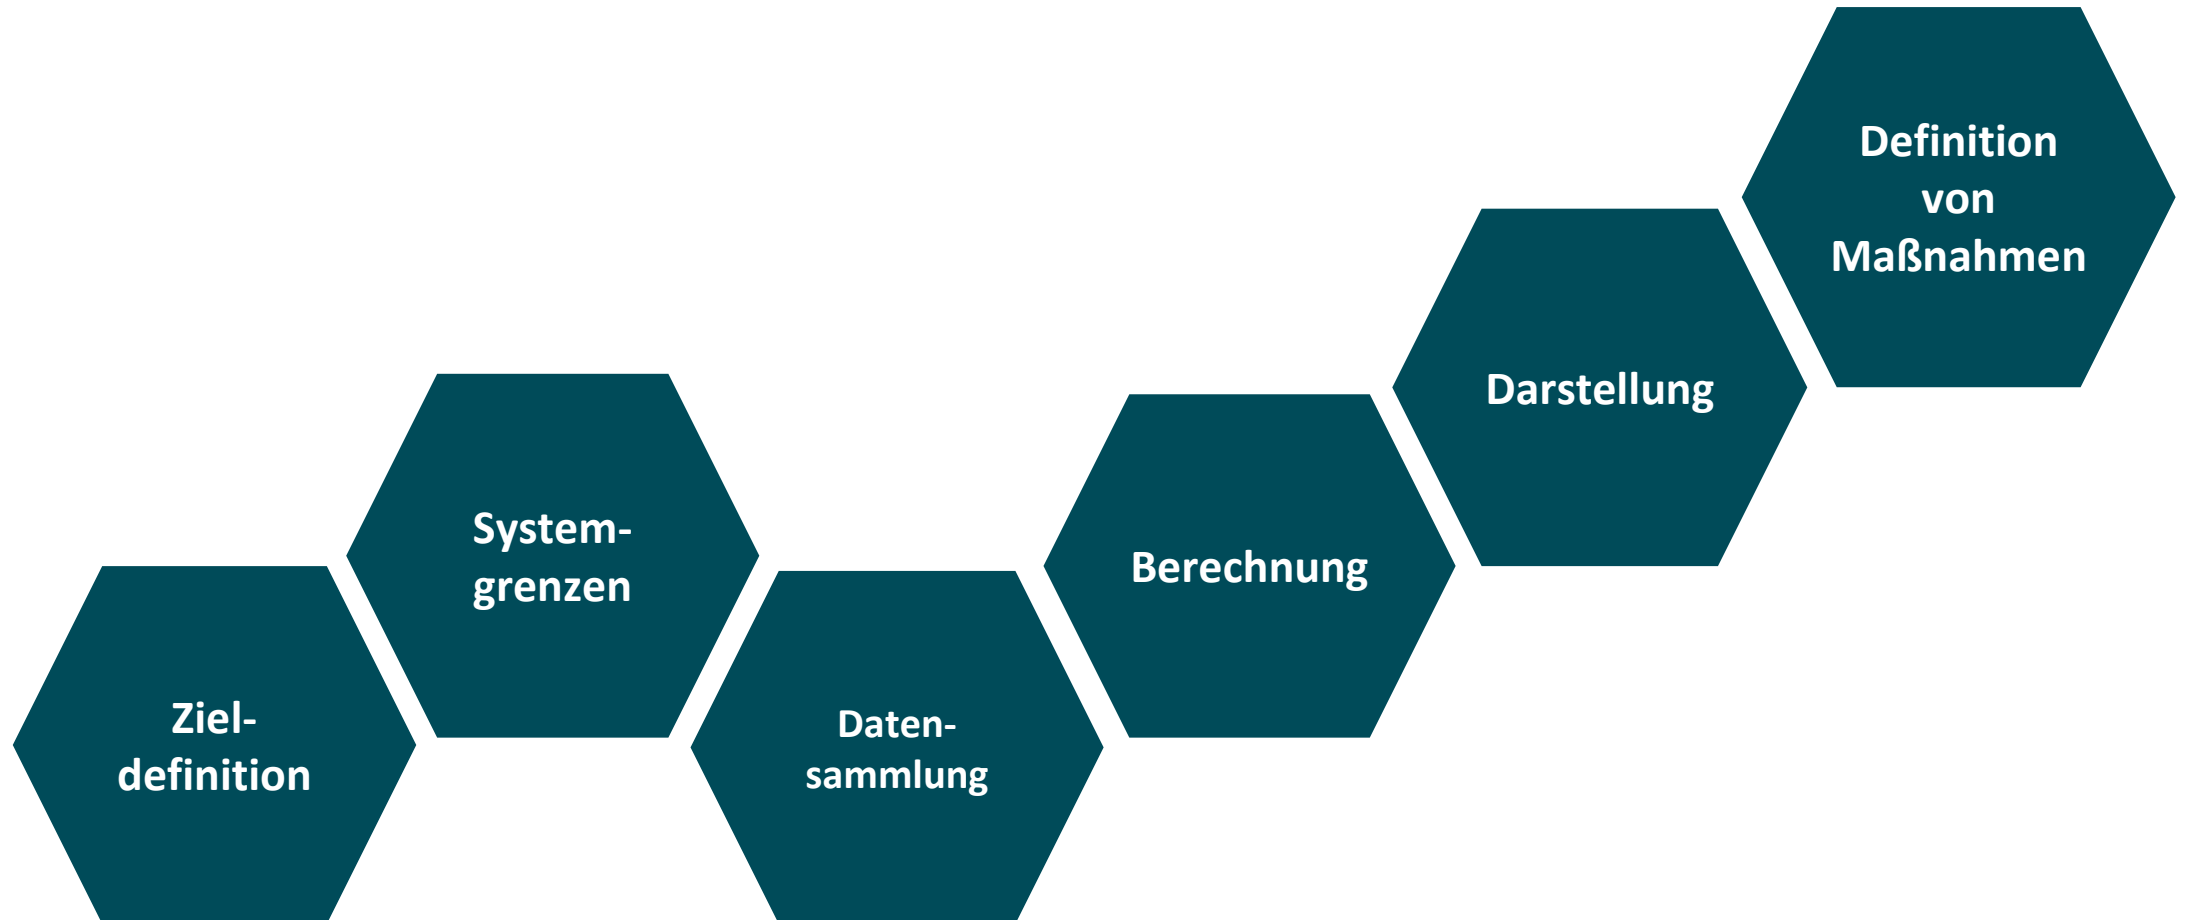 Ziel-
definition
System-
grenzen
Daten-
sammlung
Berechnung
Darstellung
Definition
von
Maßnahmen